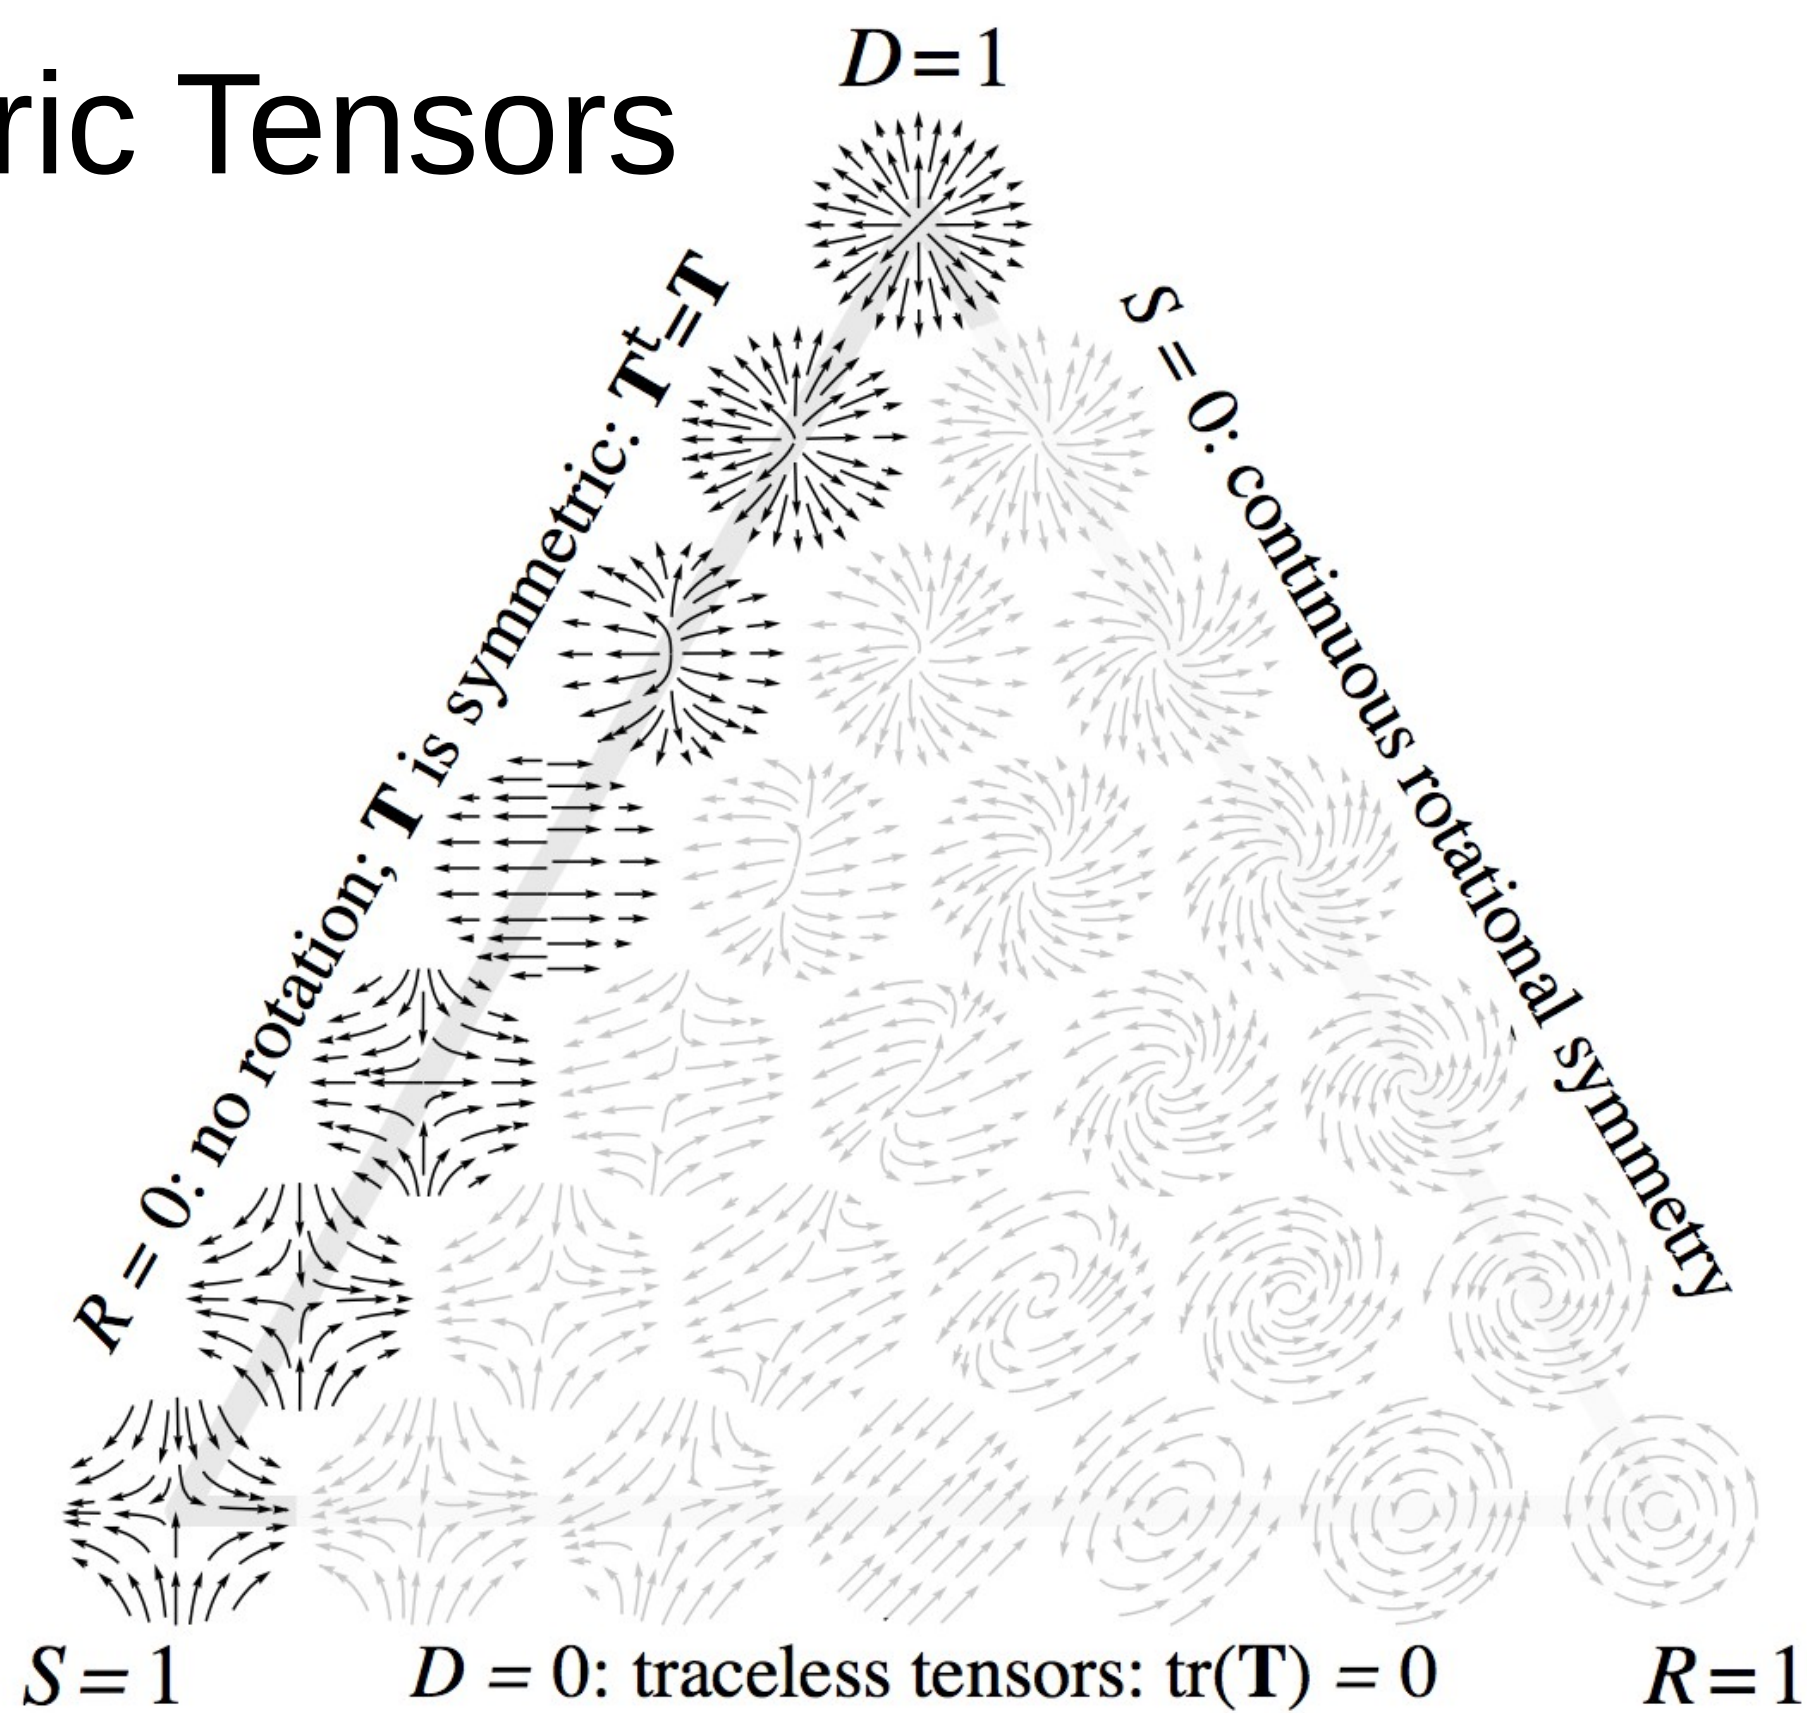 D = 1
ric Tensors
R = 0: no rotation; T is symmetric: Tᵗ=T
S = 0: continuous rotational symmetry
S = 1
D = 0: traceless tensors: tr(T) = 0
R = 1